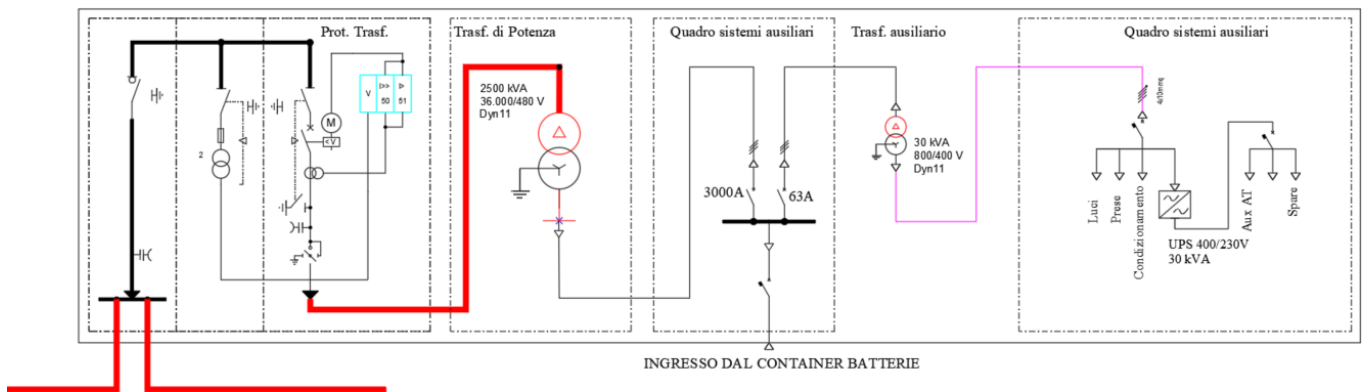 Prot. Trasf.
Trasf. di Potenza
Quadro sistemi ausiliari
Trasf. ausiliario
Quadro sistemi ausiliari
2500 kVA
36.000/480 V
Dyn11
V
>>
50
>
51
M
<V
2
3000A
63A
30 kVA
800/400 V
Dyn11
4x10mmq
Luci
Prese
Condizionamento
UPS 400/230V
30 kVA
Aux AT
Spare
INGRESSO DAL CONTAINER BATTERIE